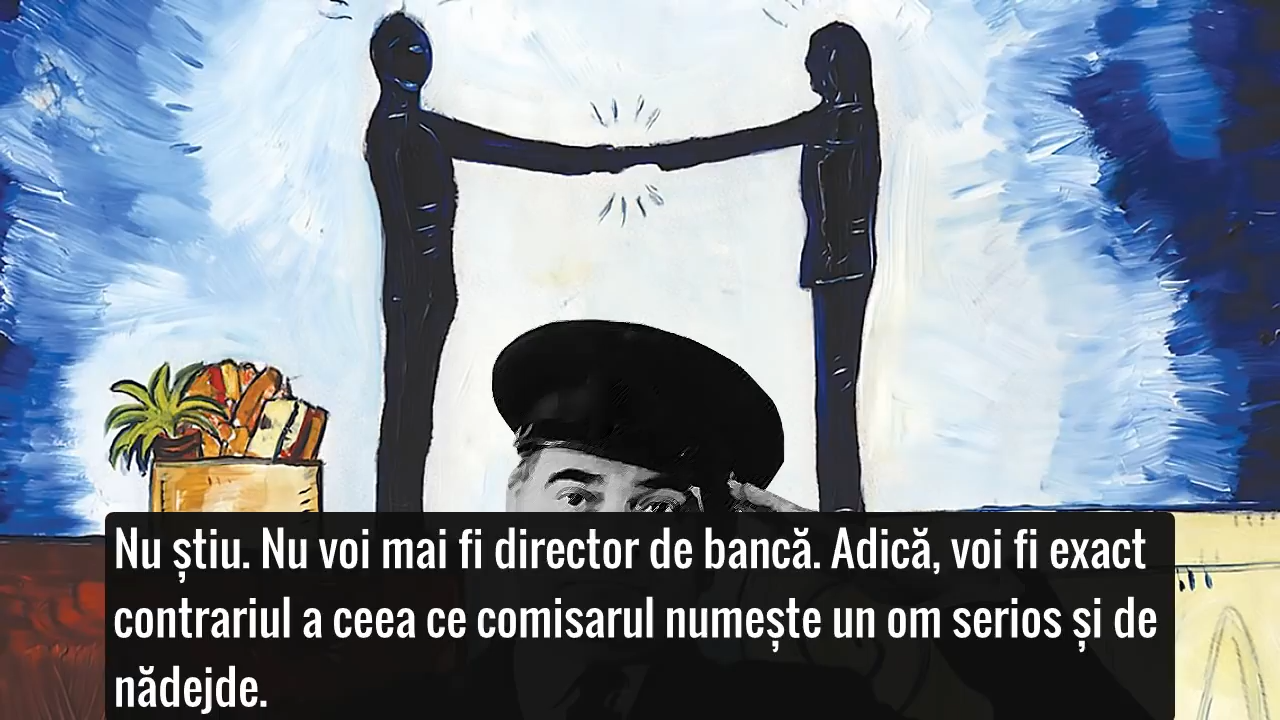 Nu știu. Nu voi mai fi director de bancă. Adică, voi fi exact
contrariul a ceea ce comisarul numește un om serios și de
nădejde.